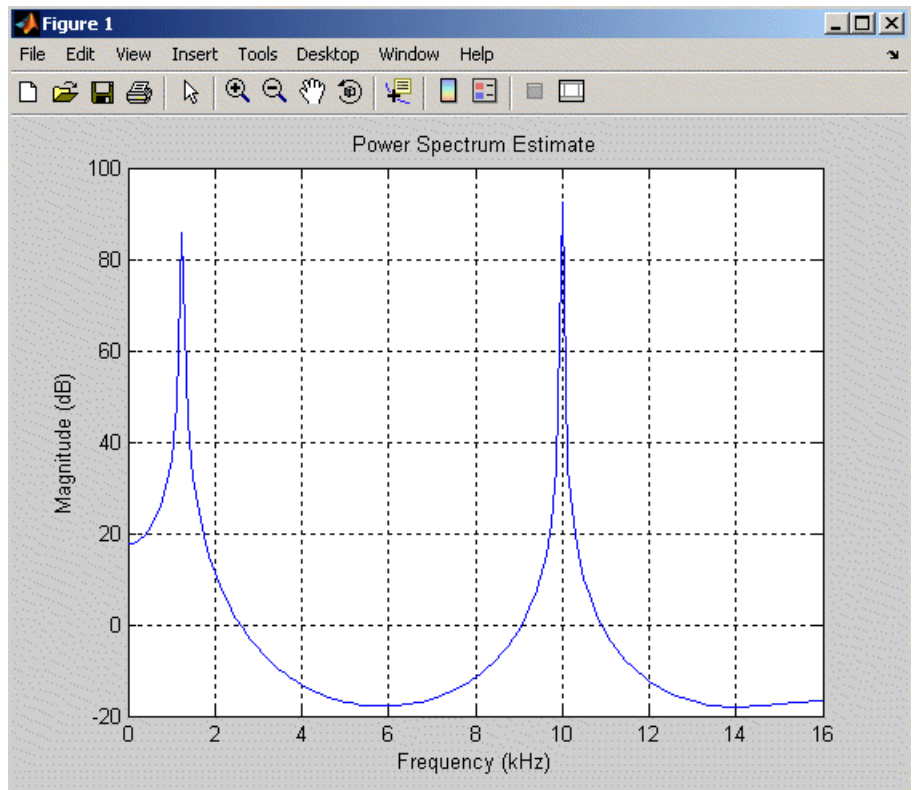 Figure 1
File Edit View Insert Tools Desktop Window Help
Power Spectrum Estimate
100
80
60
40
20
0
-20
Magnitude (dB)
0 2 4 6 8 10 12 14 16
Frequency (kHz)